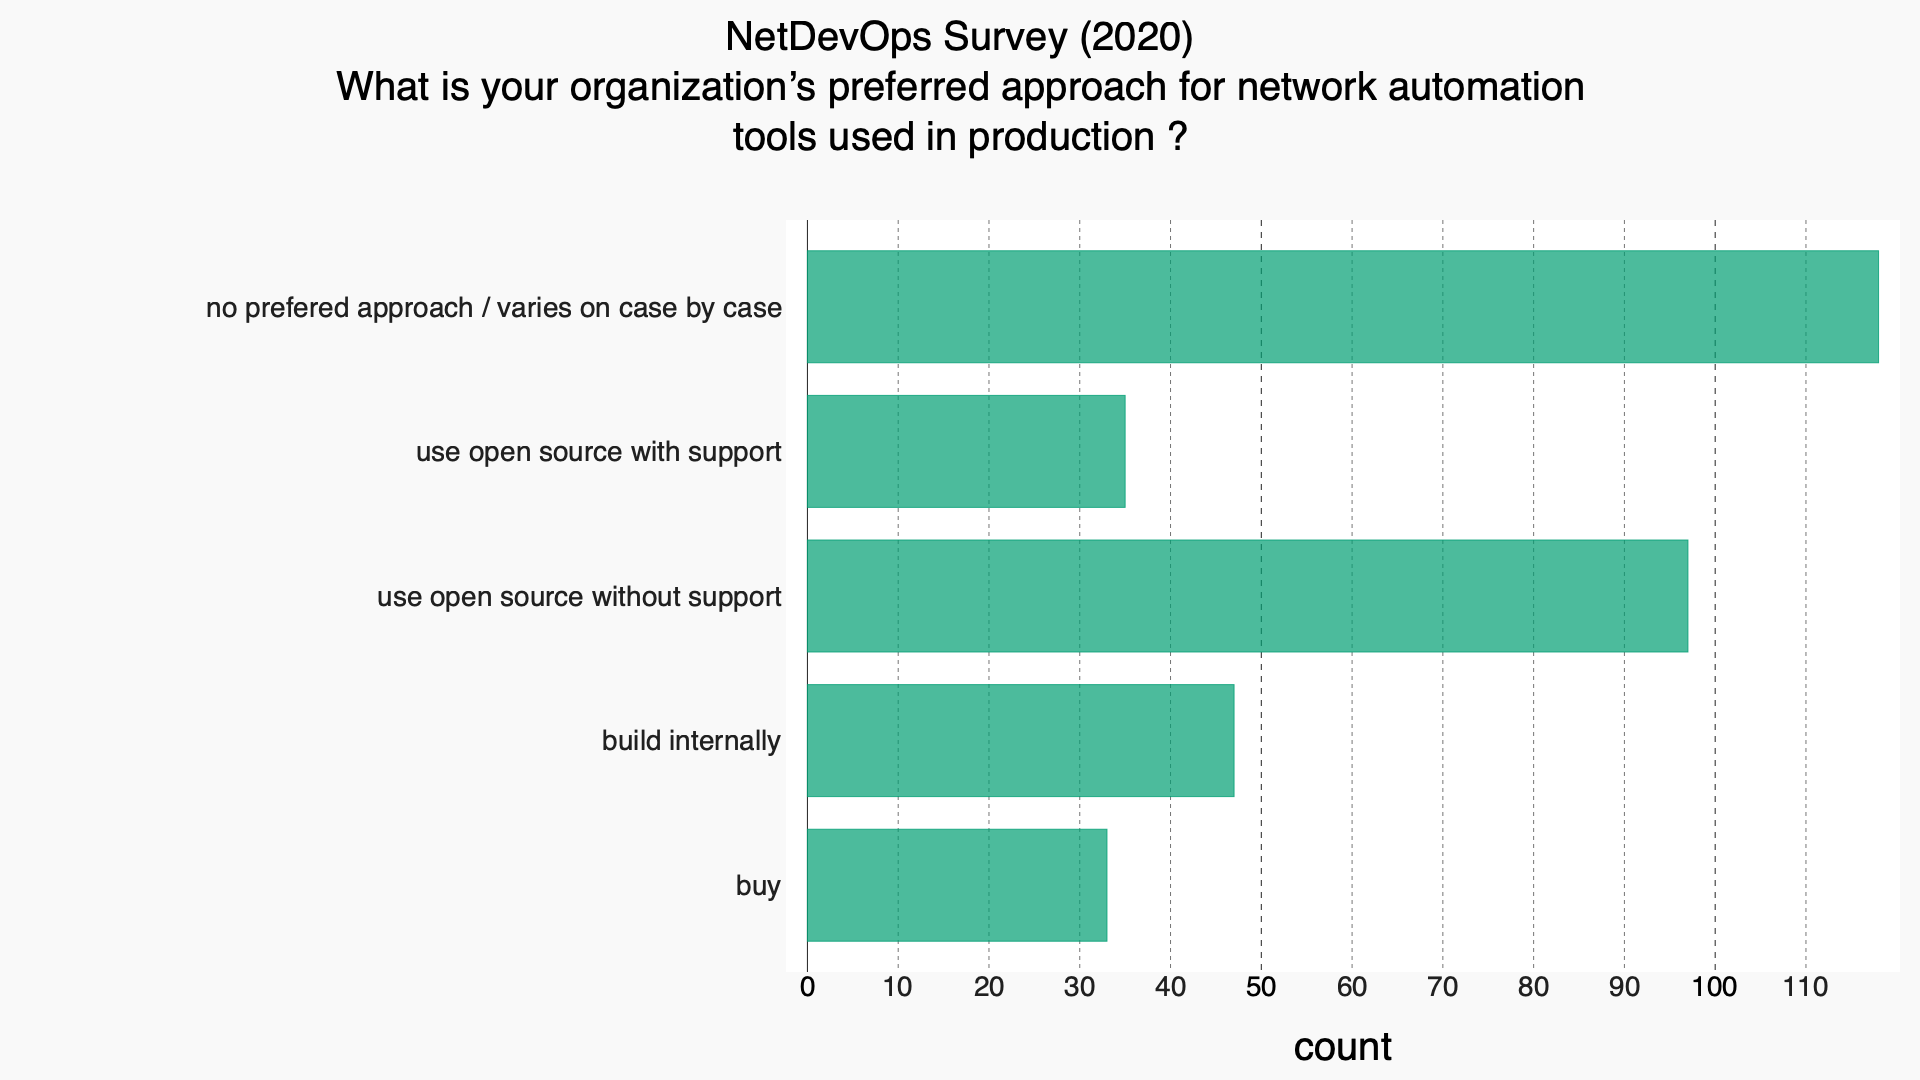 NetDevOps Survey (2020)
What is your organization’s preferred approach for network automation
tools used in production ?
no prefered approach / varies on case by case
use open source with support
use open source without support
build internally
buy
0 10 20 30 40 50 60 70 80 90 100 110
count